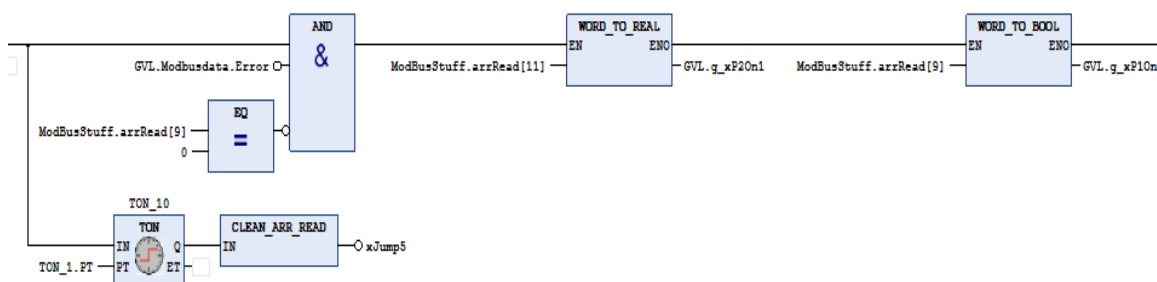 AND
&
WORD_TO_REAL
EN ENO
WORD_TO_BOOL
EN ENO
GVL.Modbusdata.Error
ModBusStuff.arrRead[11]
GVL.g_xP2On1
ModBusStuff.arrRead[9]
GVL.g_xP1On
EQ
=
ModBusStuff.arrRead[9]
0
TON_10
TON
IN Q
TON_1.PT
PT ET
CLEAN_ARR_READ
IN
xJump5